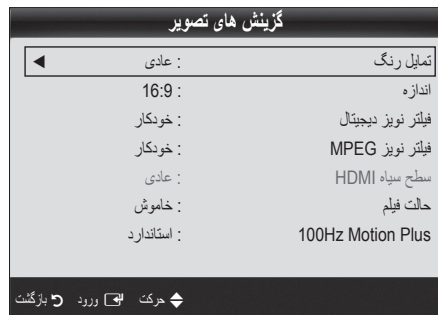 گزینش های تصویر
تمایل رنگ : عادی
اندازه : 16:9
فیلتر نویز دیجیتال : خودکار
فیلتر نویز MPEG : خودکار
سطح سیاه HDMI : عادی
حالت فیلم : خاموش
100Hz Motion Plus : استاندارد
حرکت ورود بازگشت